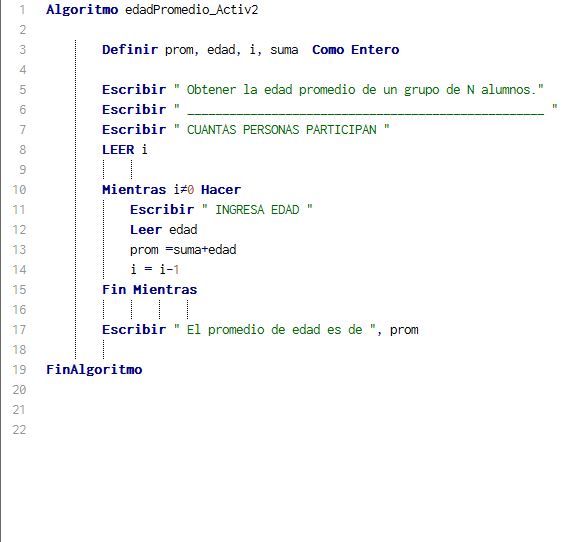 1 Algoritmo edadPromedio_Activ2
2
3 Definir prom, edad, i, suma Como Entero
4
5 Escribir " Obtener la edad promedio de un grupo de N alumnos."
6 Escribir " ___________________________________________________ "
7 Escribir " CUANTAS PERSONAS PARTICIPAN "
8 LEER i
9
10 Mientras i≠0 Hacer
11 Escribir " INGRESA EDAD "
12 Leer edad
13 prom =suma+edad
14 i = i-1
15 Fin Mientras
16
17 Escribir " El promedio de edad es de ", prom
18
19 FinAlgoritmo
20
21
22